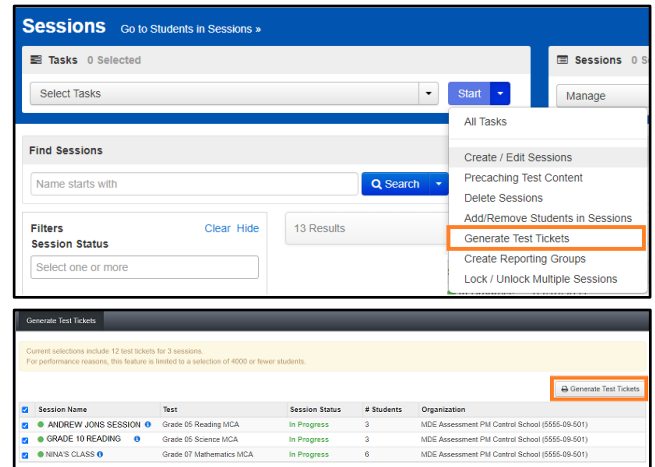 Sessions Go to Students in Sessions »
Tasks 0 Selected
Sessions 0 S
Select Tasks
Start
Manage
All Tasks
Create / Edit Sessions
Precaching Test Content
Delete Sessions
Add/Remove Students in Sessions
Generate Test Tickets
Create Reporting Groups
Lock / Unlock Multiple Sessions
Find Sessions
Name starts with
Search
Filters Clear Hide
Session Status
Select one or more
13 Results
Generate Test Tickets
Current selections include 12 test tickets for 3 sessions.
For performance reasons, this feature is limited to a selection of 4000 or fewer students.
Generate Test Tickets
Session Name Test Session Status # Students Organization
ANDREW JONS SESSION Grade 05 Reading MCA In Progress 3 MDE Assessment PM Control School (5555-09-501)
GRADE 10 READING Grade 05 Science MCA In Progress 3 MDE Assessment PM Control School (5555-09-501)
NINA'S CLASS Grade 07 Mathematics MCA In Progress 6 MDE Assessment PM Control School (5555-09-501)